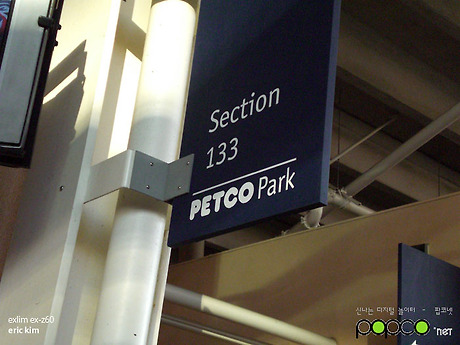 Section
133
PETCO Park
exlim ex-z60
eric kim
신나는 디지털 놀이터 - 팝코넷
popco.net